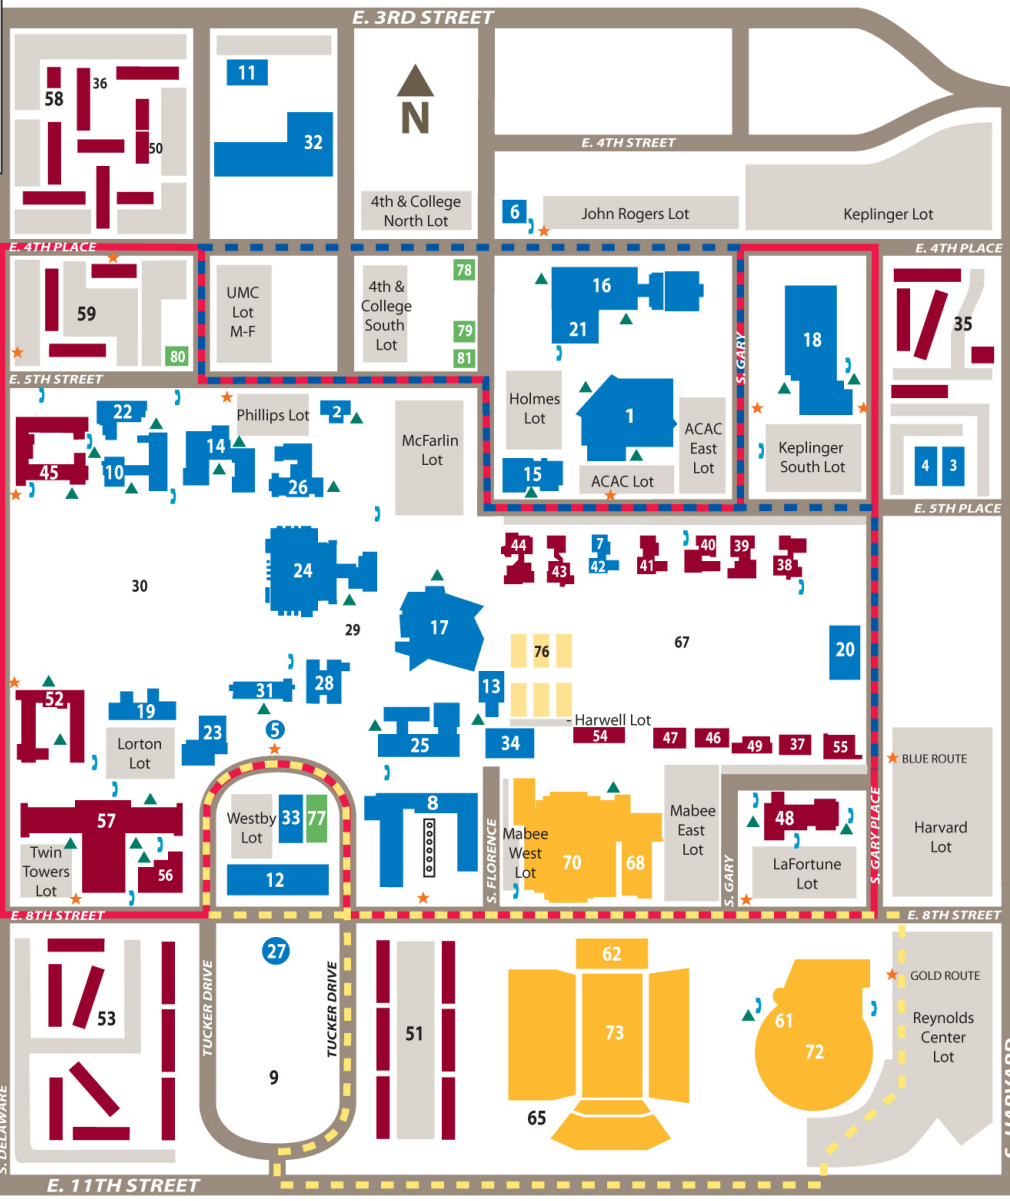 E. 3RD STREET
11
36
58
50
32
N
E. 4TH STREET
4th & College
North Lot
6
John Rogers Lot
Keplinger Lot
E. 4TH PLACE
E. 4TH PLACE
59
80
UMC
Lot
M-F
4th &
College
South
Lot
78
79
81
16
21
S. GARY
18
35
E. 5TH STREET
22
Phillips Lot
2
McFarlin
Lot
Holmes
Lot
1
ACAC
East
Lot
Keplinger
South Lot
45
10
14
26
15
ACAC Lot
4
3
E. 5TH PLACE
44
43
7
42
41
40
39
38
24
30
29
17
76
67
20
52
19
31
28
13
23
5
Lorton
Lot
25
34
- Harwell Lot
54
47
46
49
37
55
BLUE ROUTE
57
Twin
Towers
Lot
56
Westby
Lot
33
77
12
8
S. FLORENCE
Mabee
West
Lot
70
68
Mabee
East
Lot
S. GARY
48
LaFortune
Lot
S. GARY PLACE
Harvard
Lot
E. 8TH STREET
E. 8TH STREET
53
TUCKER DRIVE
27
9
TUCKER DRIVE
51
62
73
65
61
72
GOLD ROUTE
Reynolds
Center
Lot
S. DELAWARE
S. HARVARD
E. 11TH STREET